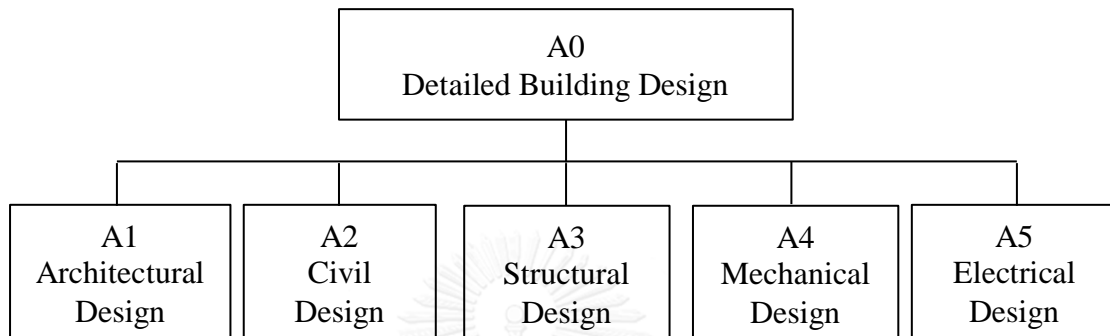 A0
Detailed Building Design
A1
Architectural
Design
A2
Civil
Design
A3
Structural
Design
A4
Mechanical
Design
A5
Electrical
Design